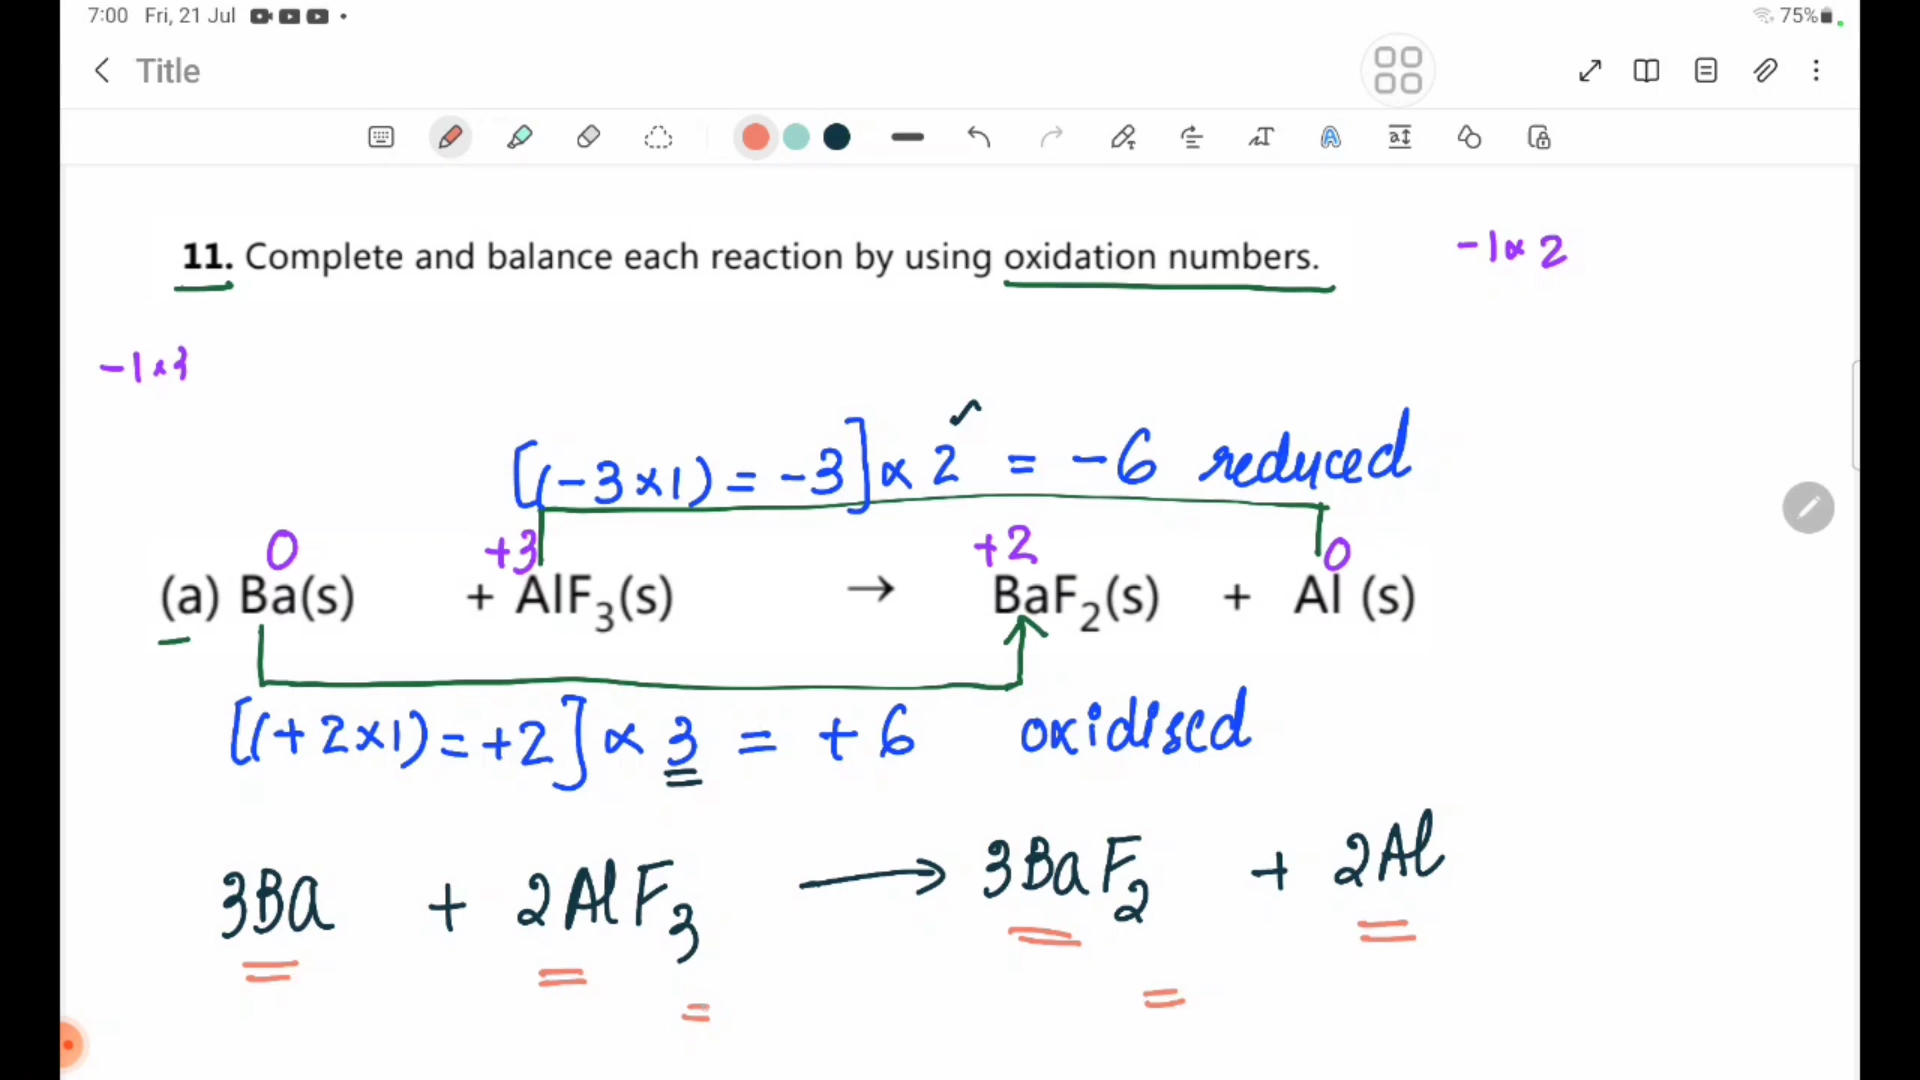 7:00 Fri, 21 Jul 75%
Title
11. Complete and balance each reaction by using oxidation numbers.
-1×2
-1×3
[(-3×1) = -3] × 2 = -6 reduced
0 +3 +2 0
(a) Ba(s) + AlF₃(s) → BaF₂(s) + Al (s)
[(+2×1) = +2] × 3 = +6 oxidised
3Ba + 2AlF₃ → 3BaF₂ + 2Al